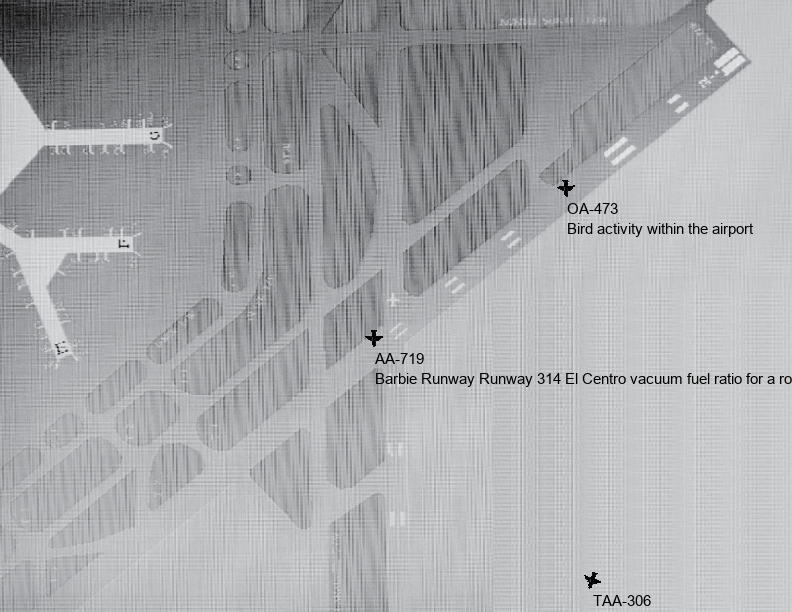 OA-473
Bird activity within the airport
AA-719
Barbie Runway Runway 314 El Centro vacuum fuel ratio for a ro
TAA-306